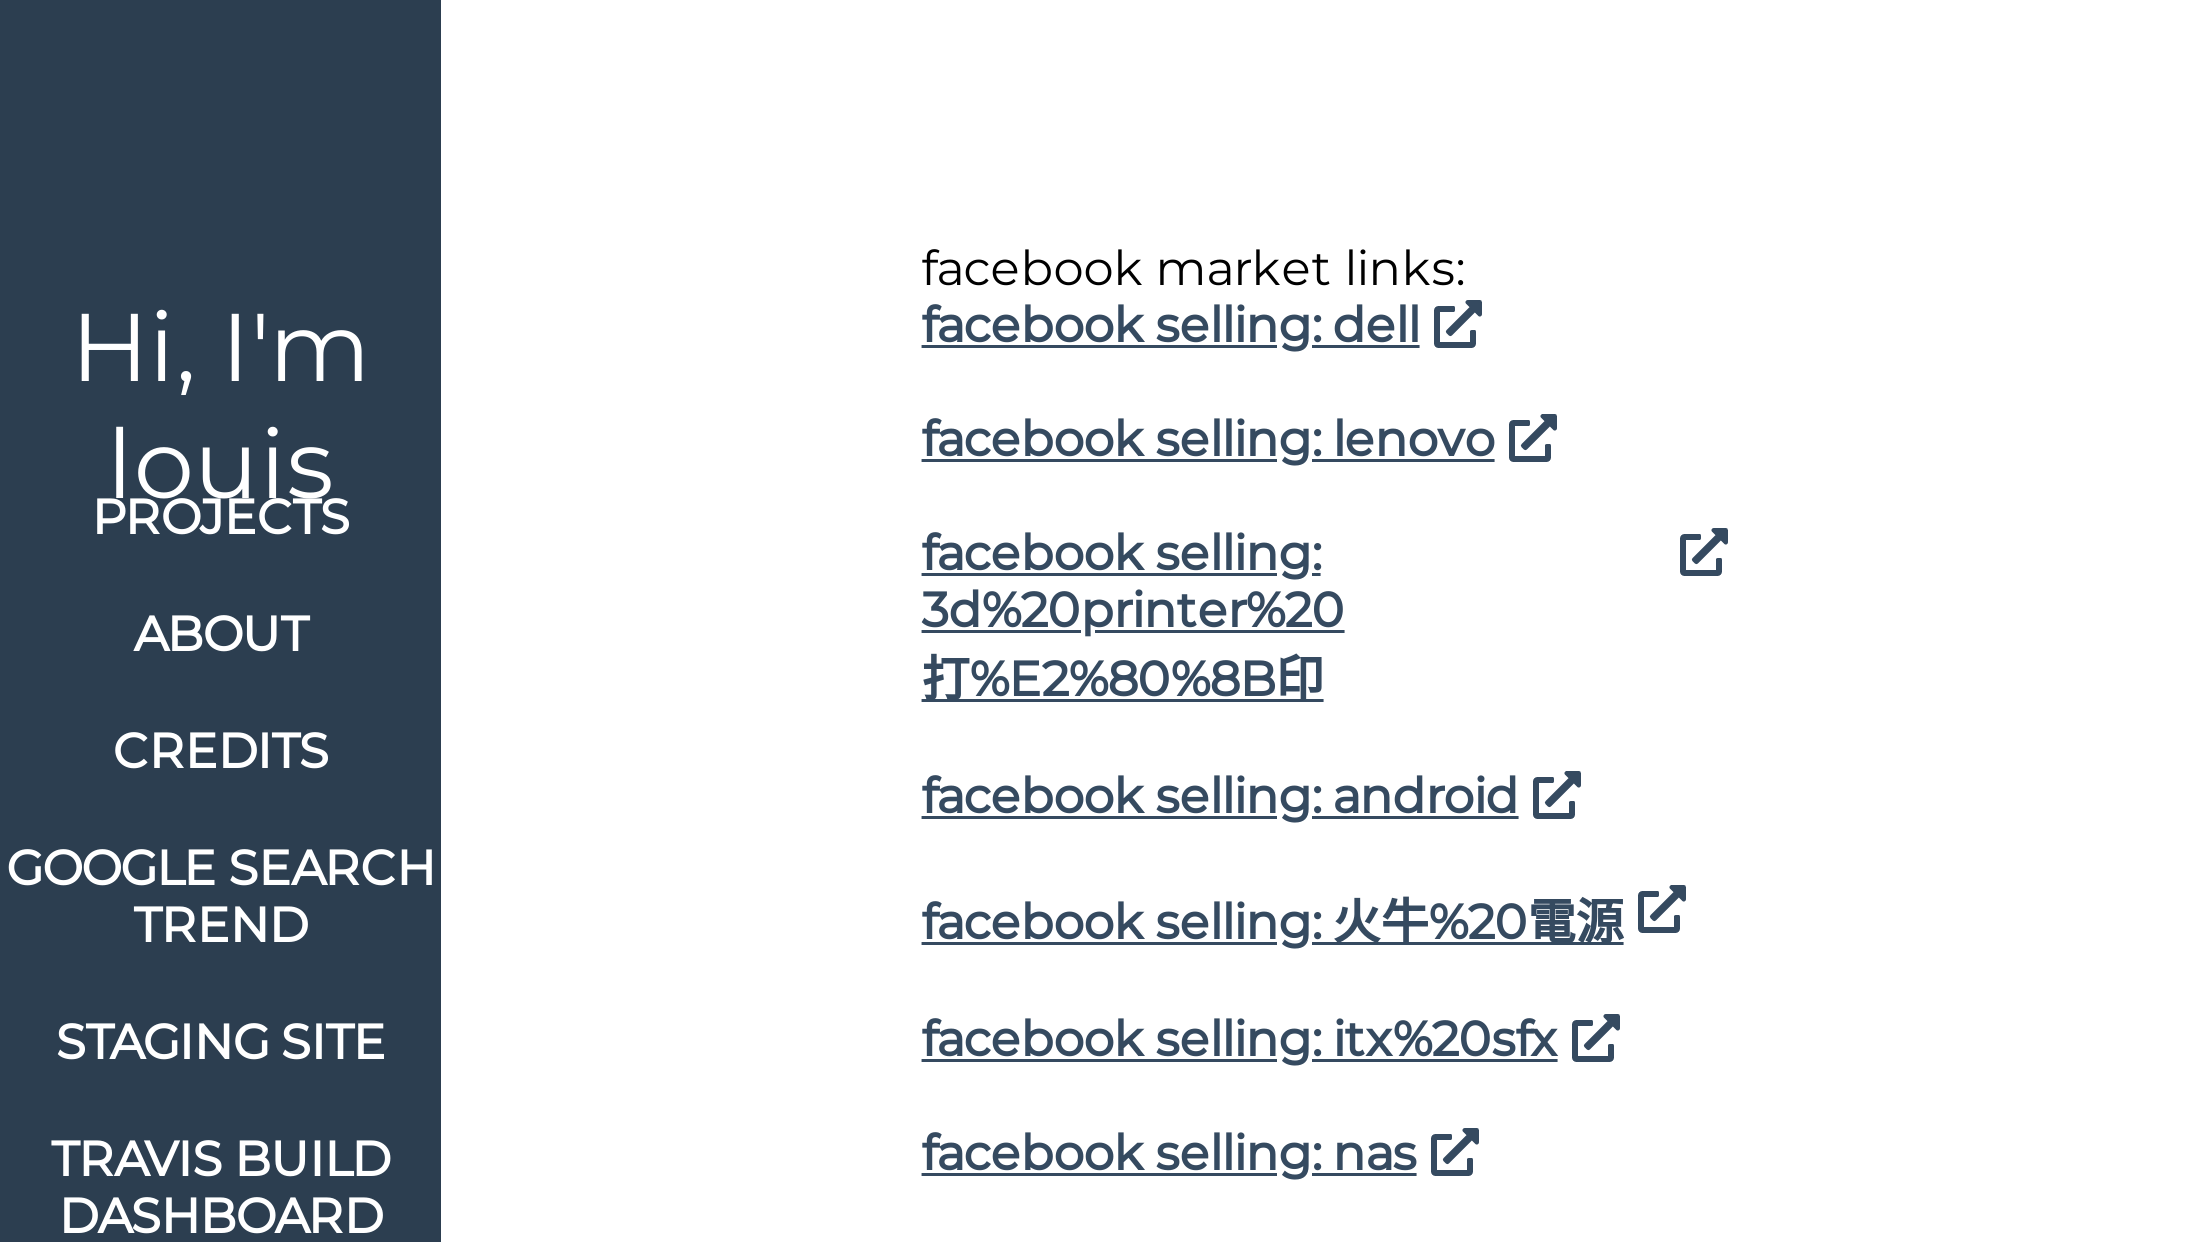 Hi, I'm
louis
PROJECTS
ABOUT
CREDITS
GOOGLE SEARCH
TREND
STAGING SITE
TRAVIS BUILD
DASHBOARD
facebook market links:
facebook selling: dell
facebook selling: lenovo
facebook selling:
3d%20printer%20
打%E2%80%8B印
facebook selling: android
facebook selling: 火牛%20電源
facebook selling: itx%20sfx
facebook selling: nas